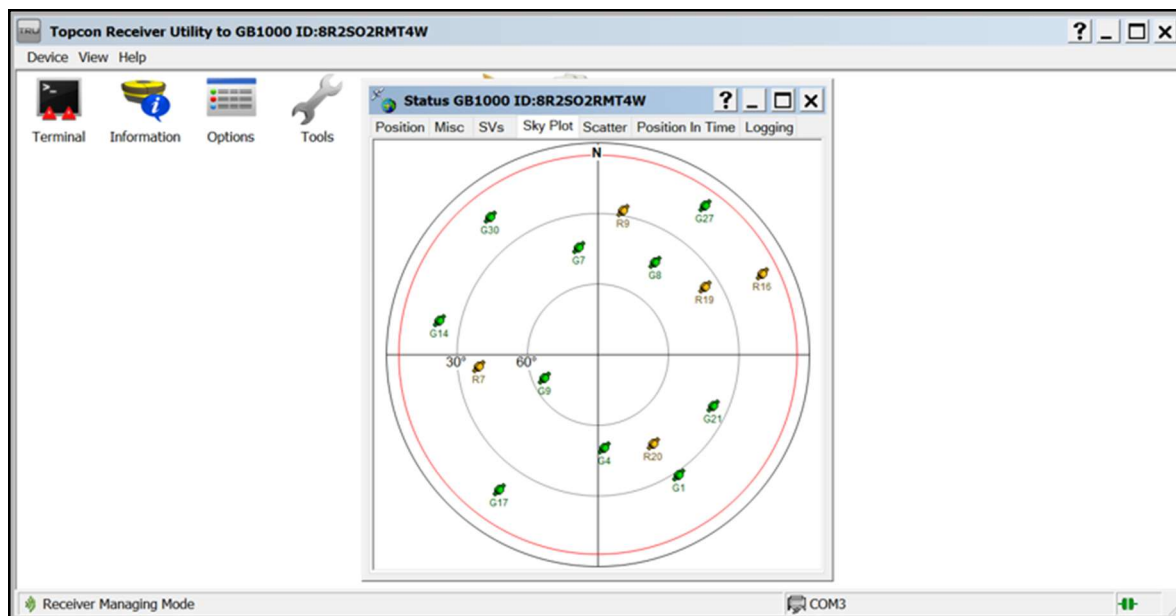 TRU Topcon Receiver Utility to GB1000 ID:8R2SO2RMT4W
Device View Help
Terminal
Information
Options
Tools
Status GB1000 ID:8R2SO2RMT4W
Position Misc SVs Sky Plot Scatter Position In Time Logging
N
G30
R9
G27
G7
G8
R19
R16
G14
30°
60°
R7
G9
G21
G4
R20
G1
G17
Receiver Managing Mode
COM3